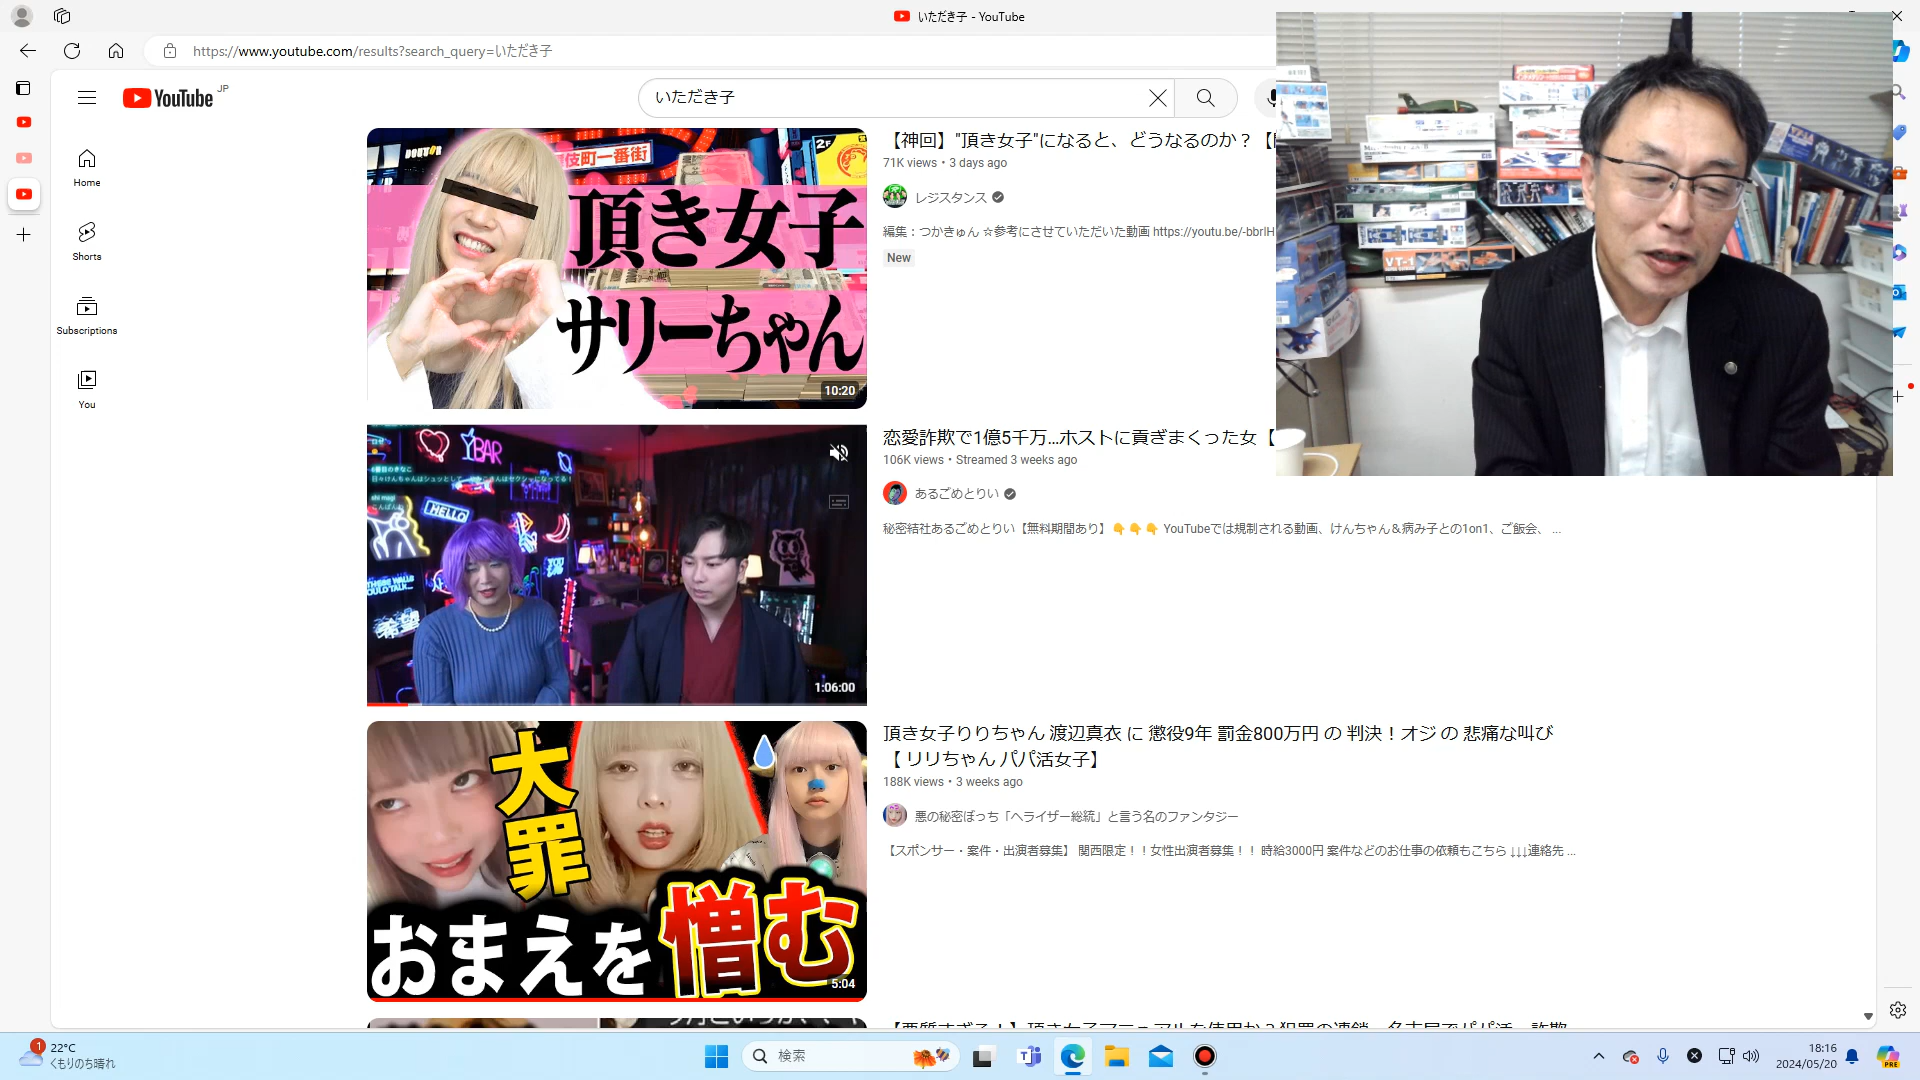 いただき子 - YouTube
https://www.youtube.com/results?search_query=いただき子
YouTube JP
いただき子
Home
Shorts
Subscriptions
You
DOUTOR
伎町一番街
2F
頂き女子
サリーちゃん
10:20
【神回】"頂き女子"になると、どうなるのか？【
71K views • 3 days ago
レジスタンス
編集：つかきゅん ☆参考にさせていただいた動画 https://youtu.be/-bbrlH
New
VT-1
BAR
HELLO
希望
1:06:00
恋愛詐欺で1億5千万...ホストに貢ぎまくった女【
106K views • Streamed 3 weeks ago
あるごめとりい
秘密結社あるごめとりい【無料期間あり】👇👇👇 YouTubeでは規制される動画、けんちゃん＆病み子との1on1、ご飯会、 ...
大罪
おまえを憎む
5:04
頂き女子りりちゃん 渡辺真衣 に 懲役9年 罰金800万円 の 判決！オジ の 悲痛な叫び
【 リリちゃん パパ活女子】
188K views • 3 weeks ago
悪の秘密ぼっち「ヘライザー総統」と言う名のファンタジー
【スポンサー・案件・出演者募集】 関西限定！！女性出演者募集！！ 時給3000円 案件などのお仕事の依頼もこちら ↓↓↓連絡先 ...
1
22°C
くもりのち晴れ
検索
18:16
2024/05/20
PRE